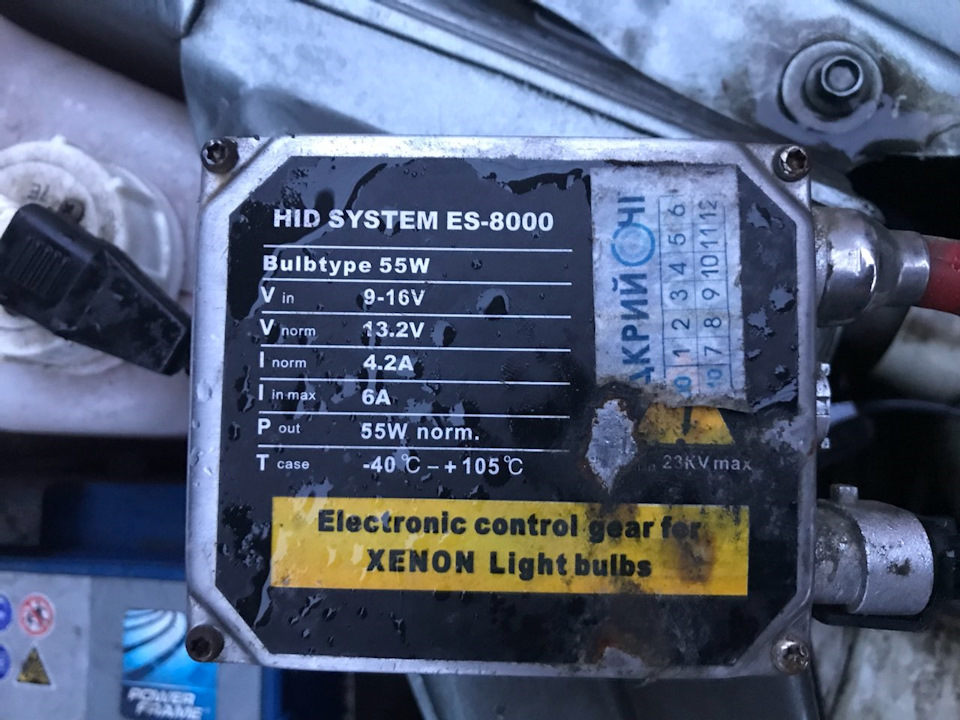 HID SYSTEM ES-8000
Bulbtype 55W
V in 9-16V
V norm 13.2V
I norm 4.2A
I in max 6A
P out 55W norm.
T case -40℃ – +105℃
23KV max
Electronic control gear for
XENON Light bulbs
1 2 3 4 5 6
7 8 9 10 11 12
POWER
FRAME